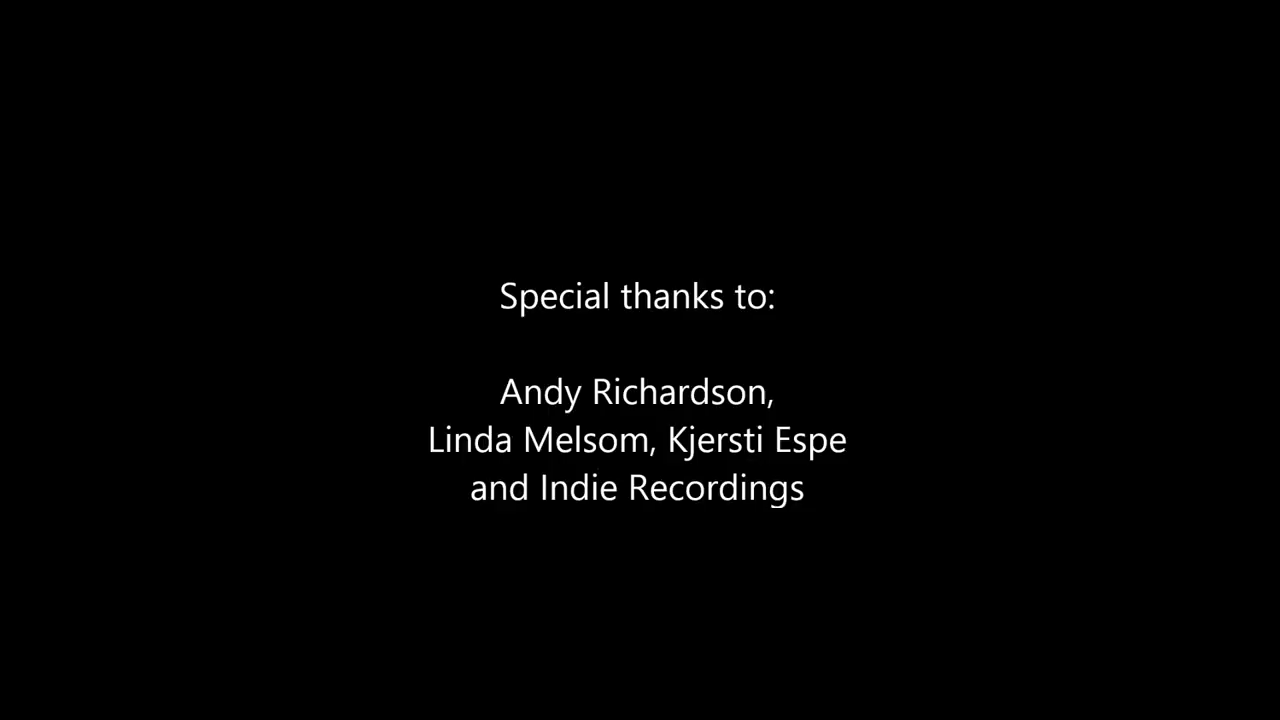 Special thanks to:
Andy Richardson,
Linda Melsom, Kjersti Espe
and Indie Recordings